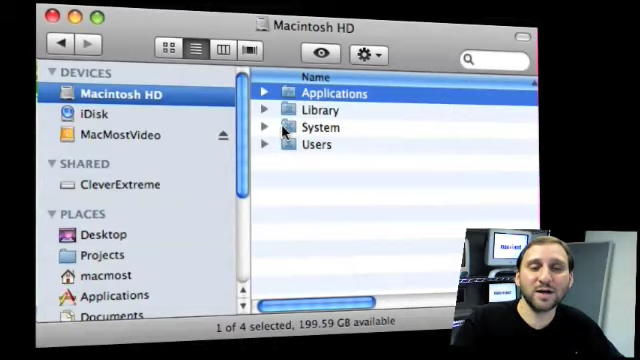 Macintosh HD
Name
DEVICES
Macintosh HD
iDisk
MacMostVideo
SHARED
CleverExtreme
PLACES
Desktop
Projects
macmost
Applications
Documents
Applications
Library
System
Users
1 of 4 selected, 199.59 GB available